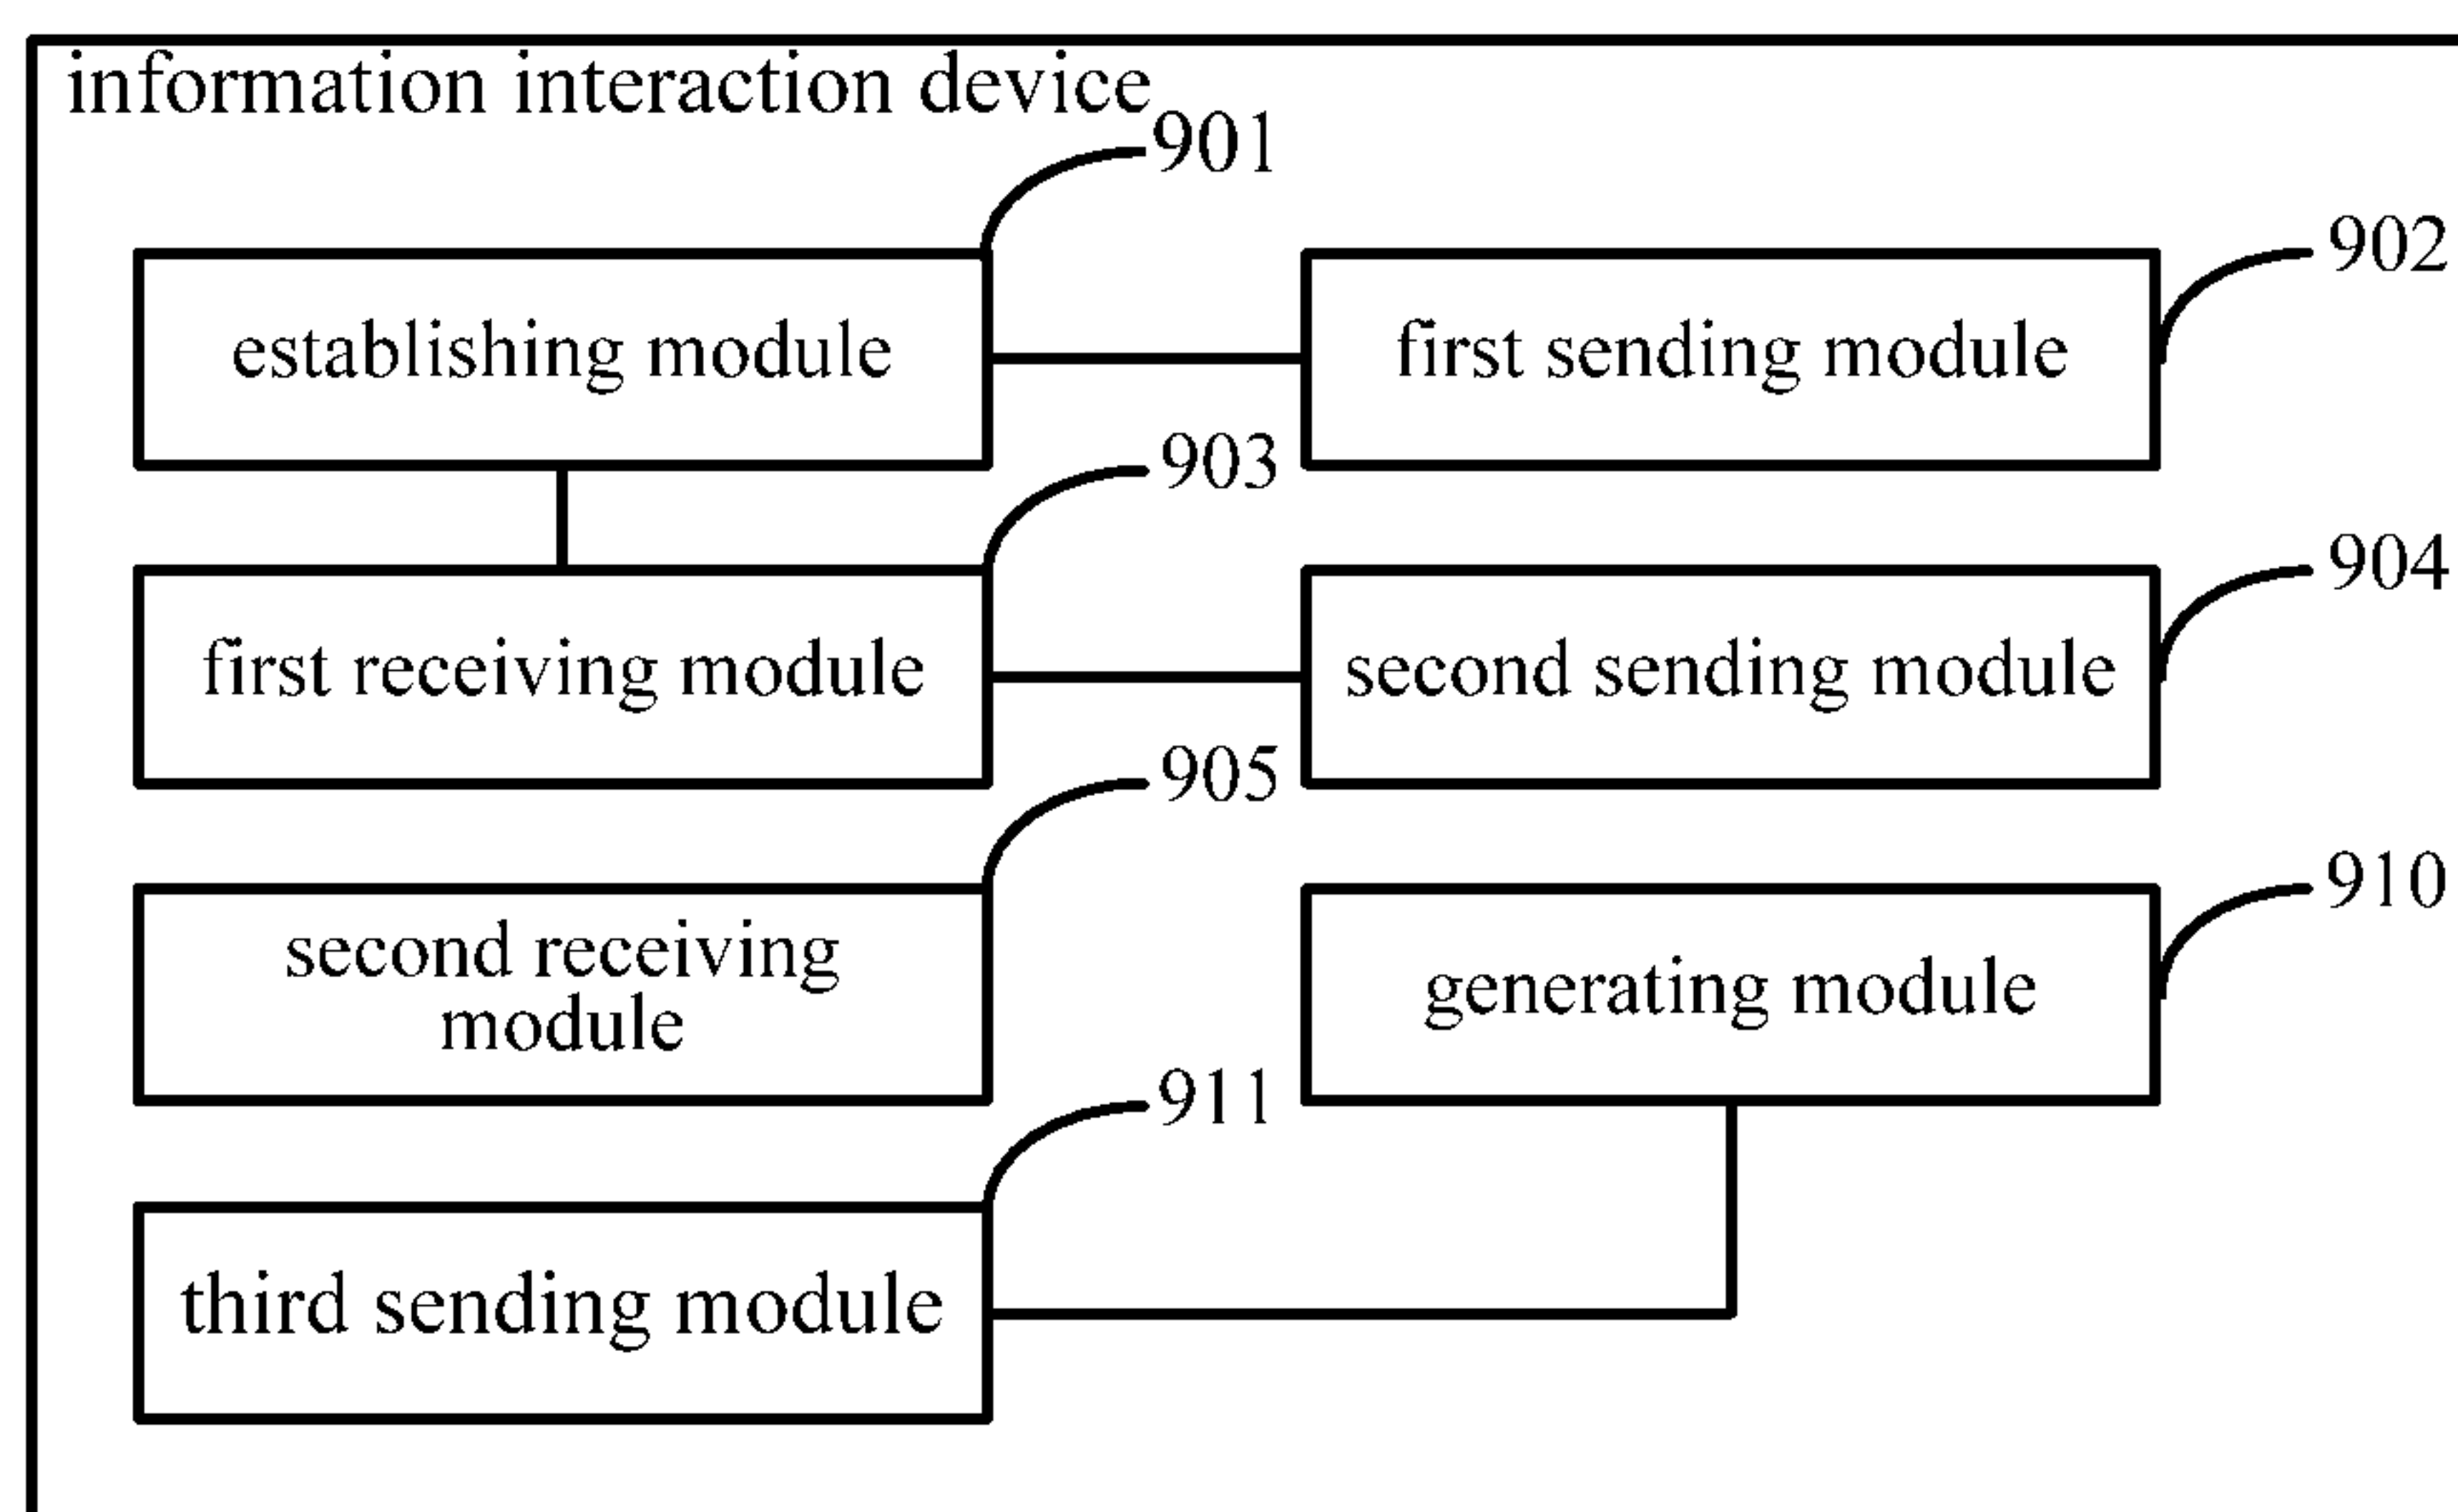 information interaction device
901
902
establishing module
first sending module
903
904
first receiving module
second sending module
905
910
second receiving
module
generating module
911
third sending module